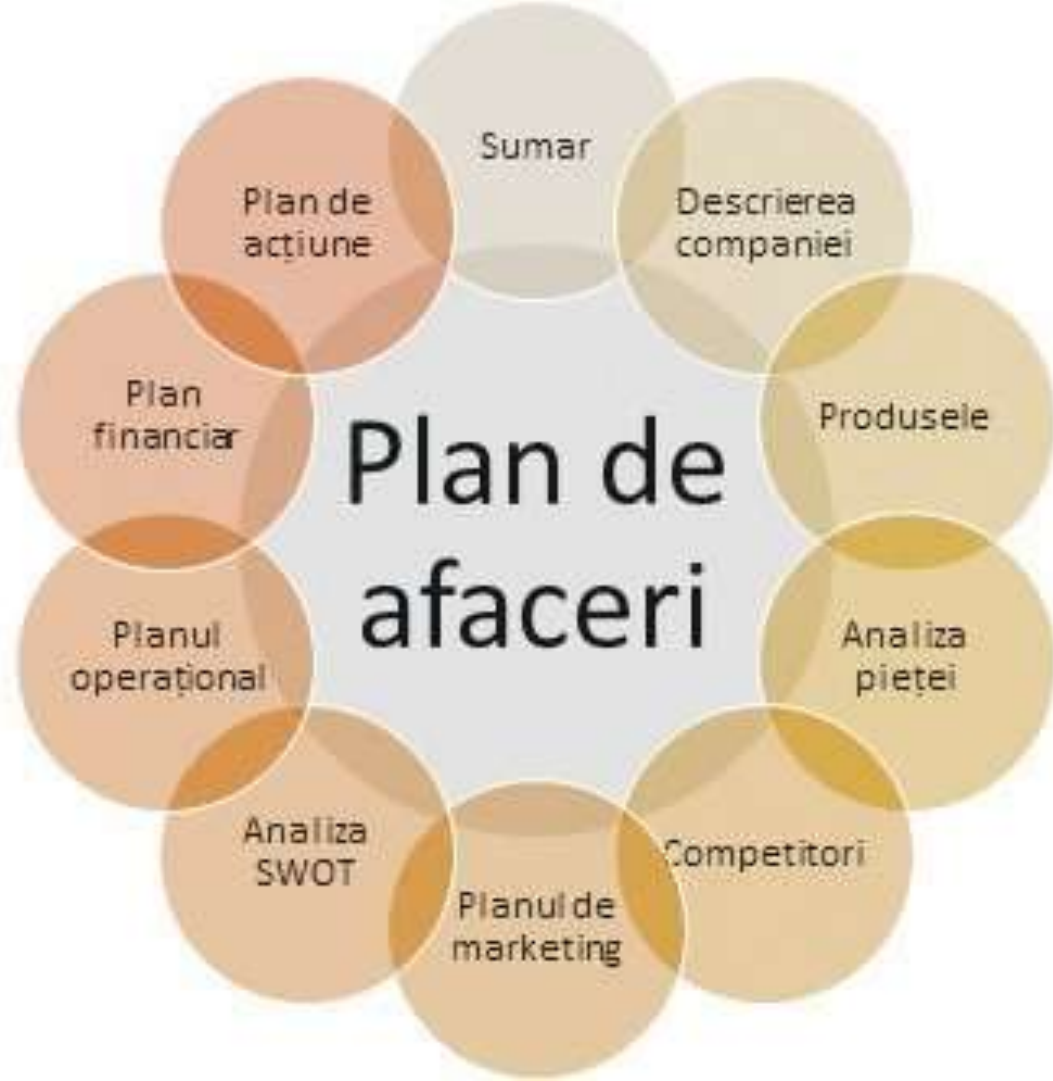 Sumar
Descrierea
companiei
Produsele
Analiza
pieței
Competitori
Planul de
marketing
Analiza
SWOT
Planul
operațional
Plan
financiar
Plan de
acțiune
Plan de
afaceri